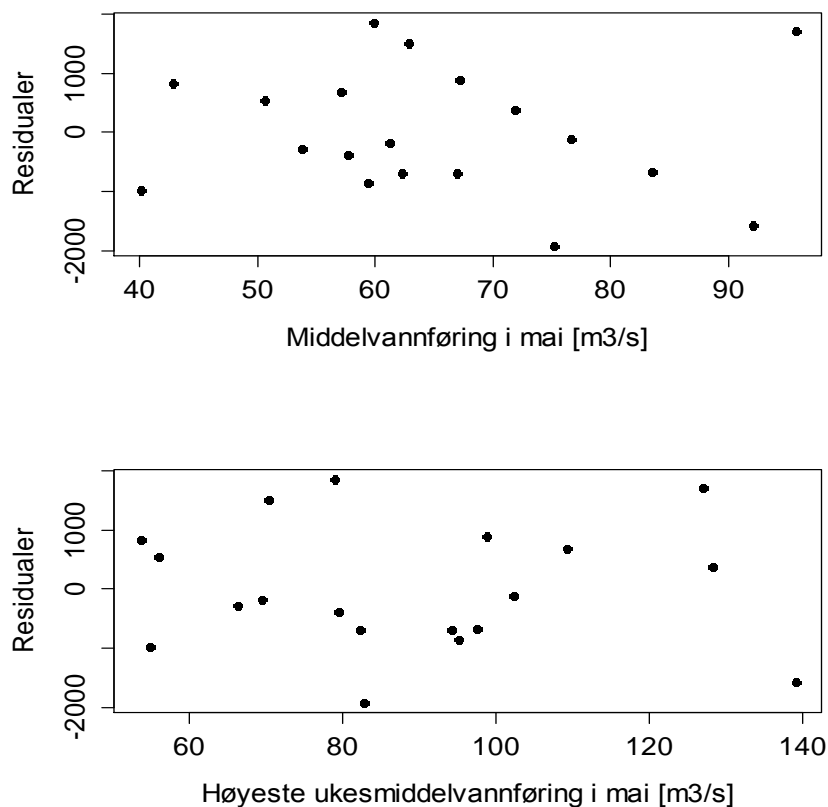 Residualer
1000
0
-2000
40 50 60 70 80 90
Middelvannføring i mai [m3/s]
Residualer
1000
0
-2000
60 80 100 120 140
Høyeste ukesmiddelvannføring i mai [m3/s]